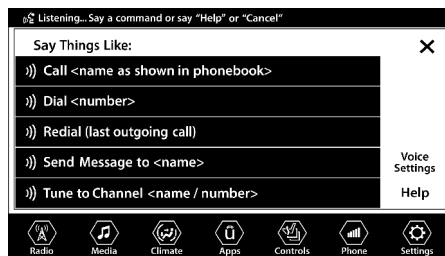 Listening... Say a command or say "Help" or "Cancel"
Say Things Like:
Call <name as shown in phonebook>
Dial <number>
Redial (last outgoing call)
Send Message to <name>
Voice
Settings
Tune to Channel <name / number>
Help
Radio Media Climate Apps Controls Phone Settings